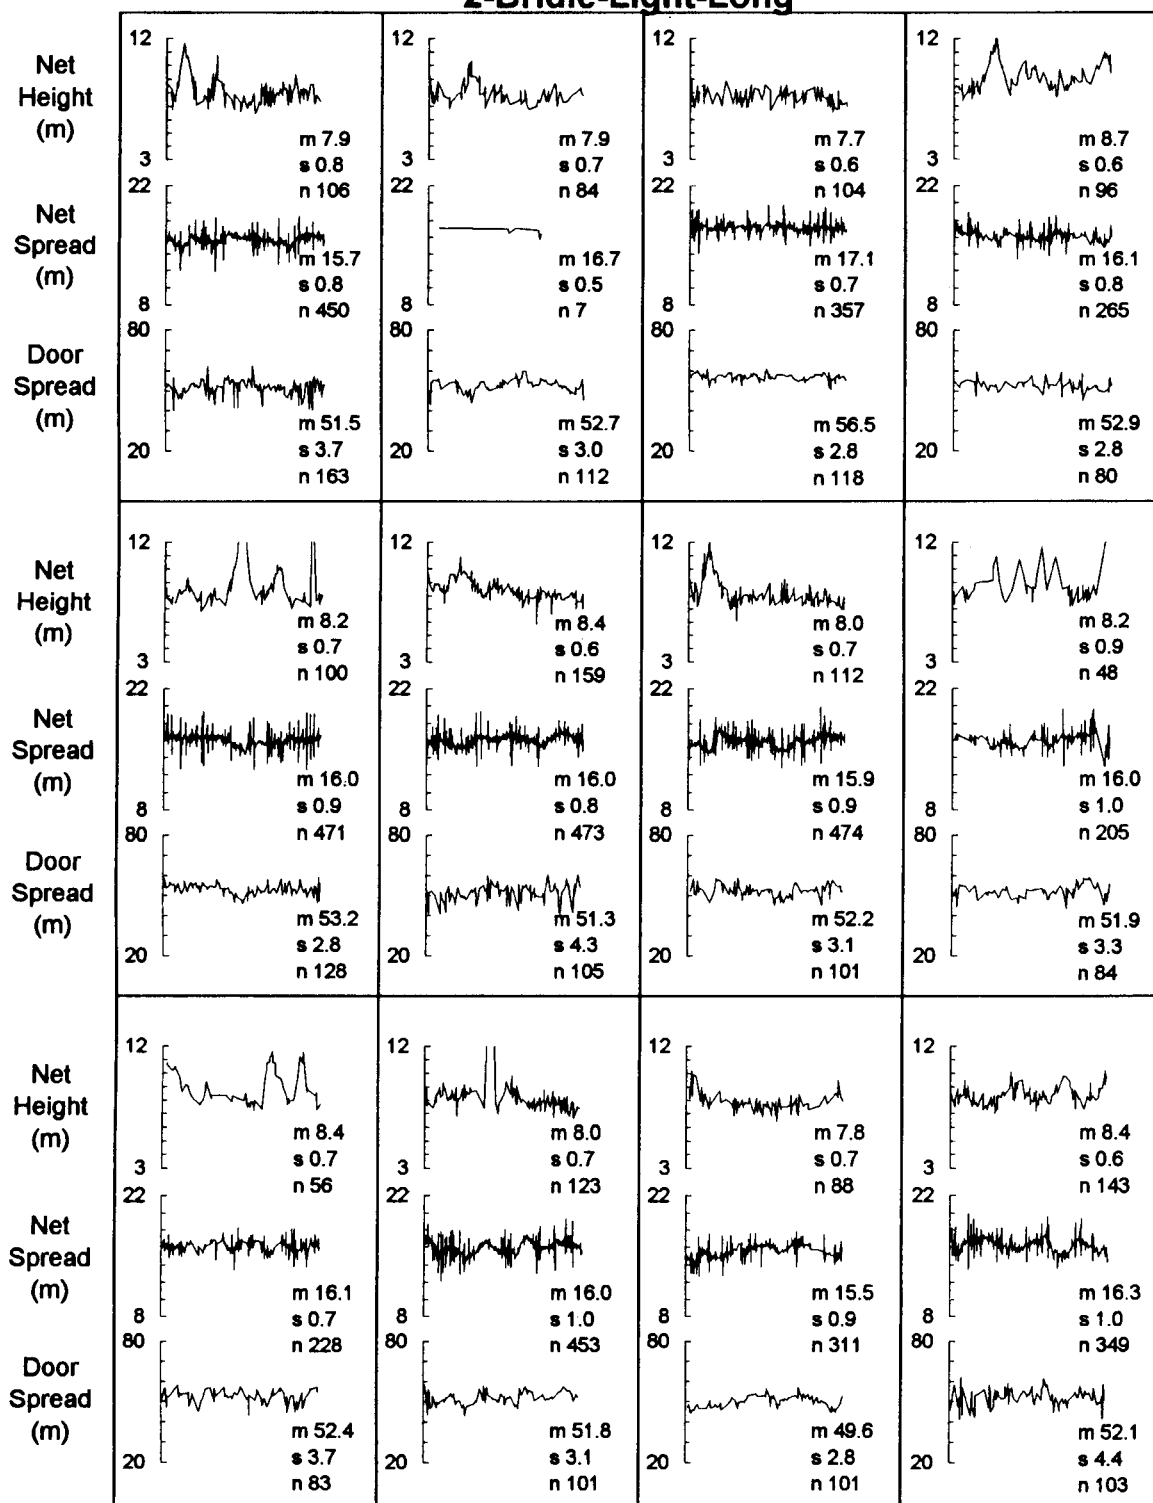 2-Bridle-Light-Long
Net Height (m)
12
3
m 7.9
s 0.8
n 106
12
3
m 7.9
s 0.7
n 84
12
3
m 7.7
s 0.6
n 104
12
3
m 8.7
s 0.6
n 96
Net Spread (m)
22
8
m 15.7
s 0.8
n 450
22
8
m 16.7
s 0.5
n 7
22
8
m 17.1
s 0.7
n 357
22
8
m 16.1
s 0.8
n 265
Door Spread (m)
80
20
m 51.5
s 3.7
n 163
80
20
m 52.7
s 3.0
n 112
80
20
m 56.5
s 2.8
n 118
80
20
m 52.9
s 2.8
n 80
Net Height (m)
12
3
m 8.2
s 0.7
n 100
12
3
m 8.4
s 0.6
n 159
12
3
m 8.0
s 0.7
n 112
12
3
m 8.2
s 0.9
n 48
Net Spread (m)
22
8
m 16.0
s 0.9
n 471
22
8
m 16.0
s 0.8
n 473
22
8
m 15.9
s 0.9
n 474
22
8
m 16.0
s 1.0
n 205
Door Spread (m)
80
20
m 53.2
s 2.8
n 128
80
20
m 51.3
s 4.3
n 105
80
20
m 52.2
s 3.1
n 101
80
20
m 51.9
s 3.3
n 84
Net Height (m)
12
3
m 8.4
s 0.7
n 56
12
3
m 8.0
s 0.7
n 123
12
3
m 7.8
s 0.7
n 88
12
3
m 8.4
s 0.6
n 143
Net Spread (m)
22
8
m 16.1
s 0.7
n 228
22
8
m 16.0
s 1.0
n 453
22
8
m 15.5
s 0.9
n 311
22
8
m 16.3
s 1.0
n 349
Door Spread (m)
80
20
m 52.4
s 3.7
n 83
80
20
m 51.8
s 3.1
n 101
80
20
m 49.6
s 2.8
n 101
80
20
m 52.1
s 4.4
n 103